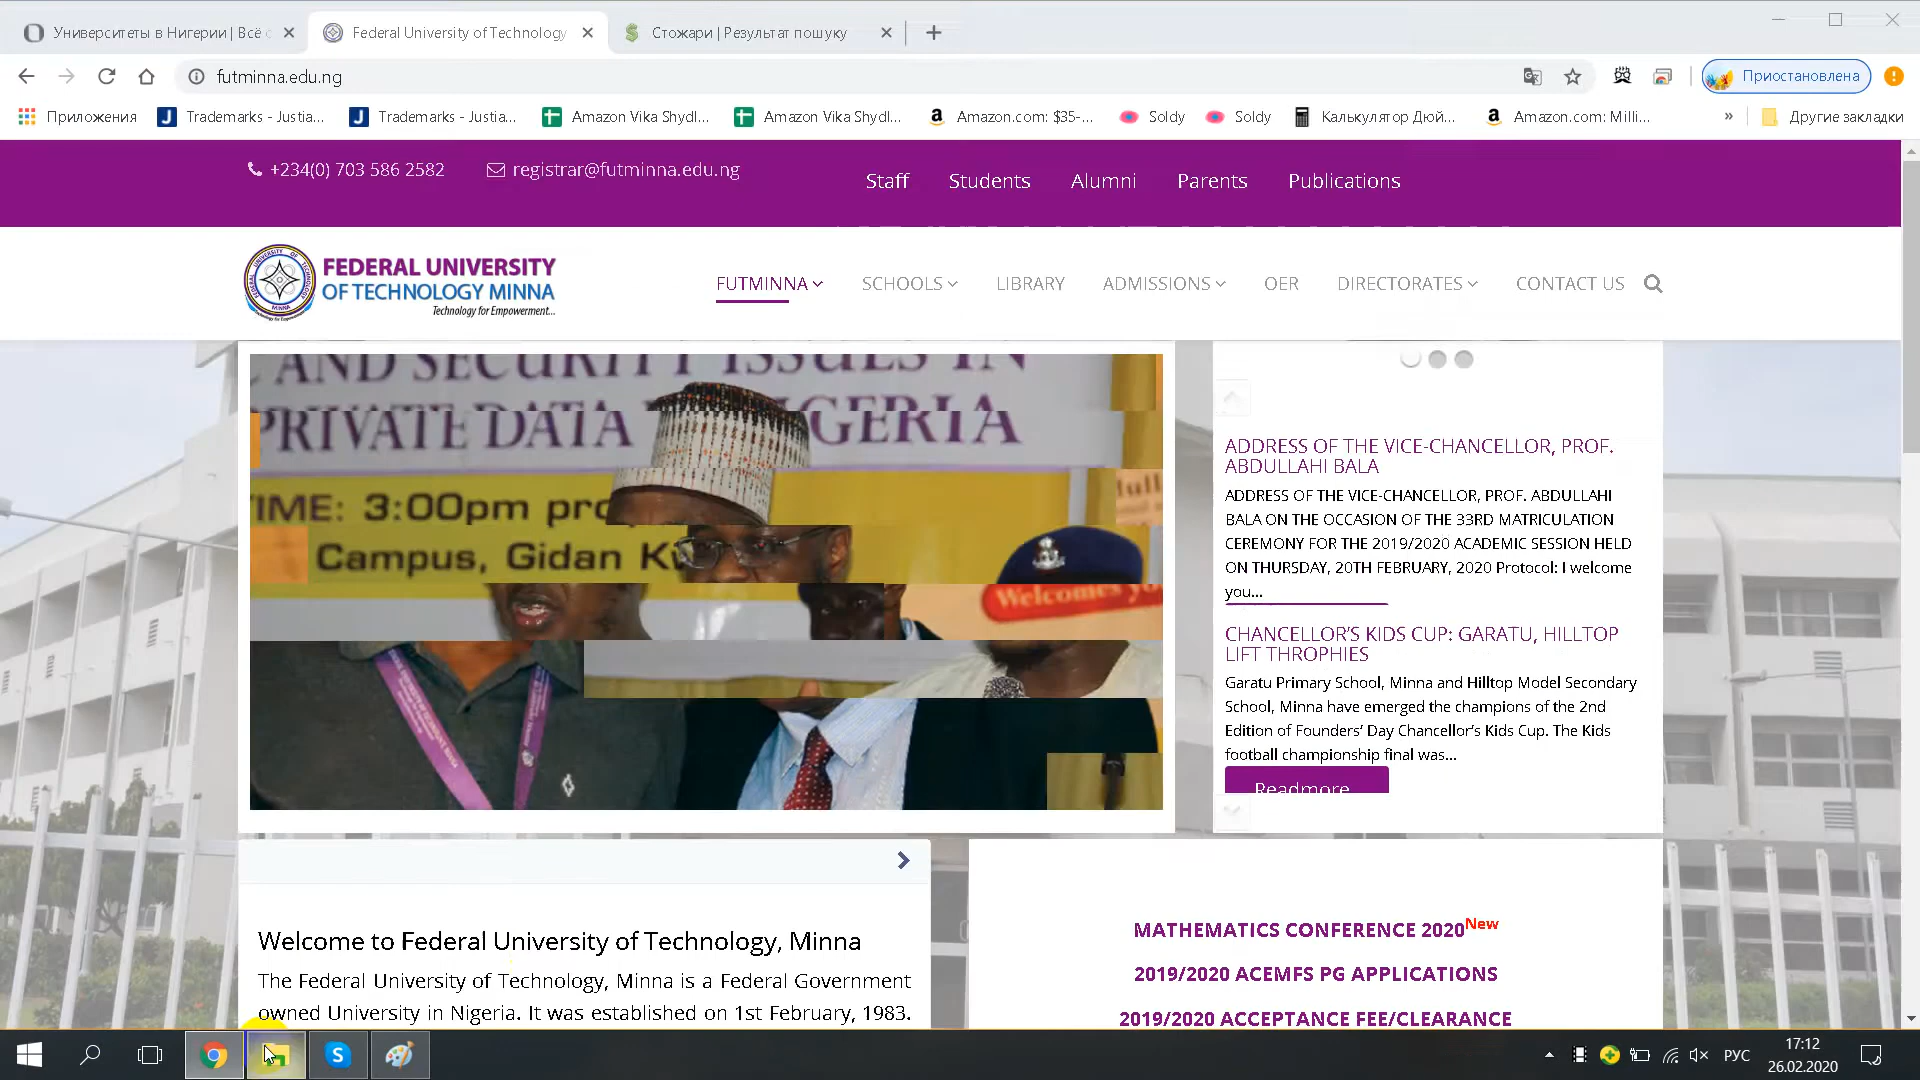 Университеты в Нигерии | Всё
Federal University of Technology
Стожари | Результат пошуку
futminna.edu.ng
Приостановлена
Приложения
Trademarks - Justia...
Trademarks - Justia...
Amazon Vika Shydl...
Amazon Vika Shydl...
Amazon.com: $35-...
Soldy
Soldy
Калькулятор Дюй...
Amazon.com: Milli...
»
Другие закладки
+234(0) 703 586 2582
registrar@futminna.edu.ng
Staff
Students
Alumni
Parents
Publications
FEDERAL UNIVERSITY
OF TECHNOLOGY MINNA
Technology for Empowerment...
FUTMINNA
SCHOOLS
LIBRARY
ADMISSIONS
OER
DIRECTORATES
CONTACT US
AND SECURITY ISSUES IN
PRIVATE DATA NIGERIA
TIME: 3:00pm
Campus, Gidan
Welcomes
ADDRESS OF THE VICE-CHANCELLOR, PROF.
ABDULLAHI BALA
ADDRESS OF THE VICE-CHANCELLOR, PROF. ABDULLAHI
BALA ON THE OCCASION OF THE 33RD MATRICULATION
CEREMONY FOR THE 2019/2020 ACADEMIC SESSION HELD
ON THURSDAY, 20TH FEBRUARY, 2020 Protocol: I welcome
you...
CHANCELLOR'S KIDS CUP: GARATU, HILLTOP
LIFT THROPHIES
Garatu Primary School, Minna and Hilltop Model Secondary
School, Minna have emerged the champions of the 2nd
Edition of Founders' Day Chancellor's Kids Cup. The Kids
football championship final was...
Readmore
Welcome to Federal University of Technology, Minna
The Federal University of Technology, Minna is a Federal Government
owned University in Nigeria. It was established on 1st February, 1983.
MATHEMATICS CONFERENCE 2020New
2019/2020 ACEMFS PG APPLICATIONS
2019/2020 ACCEPTANCE FEE/CLEARANCE
РУС
17:12
26.02.2020